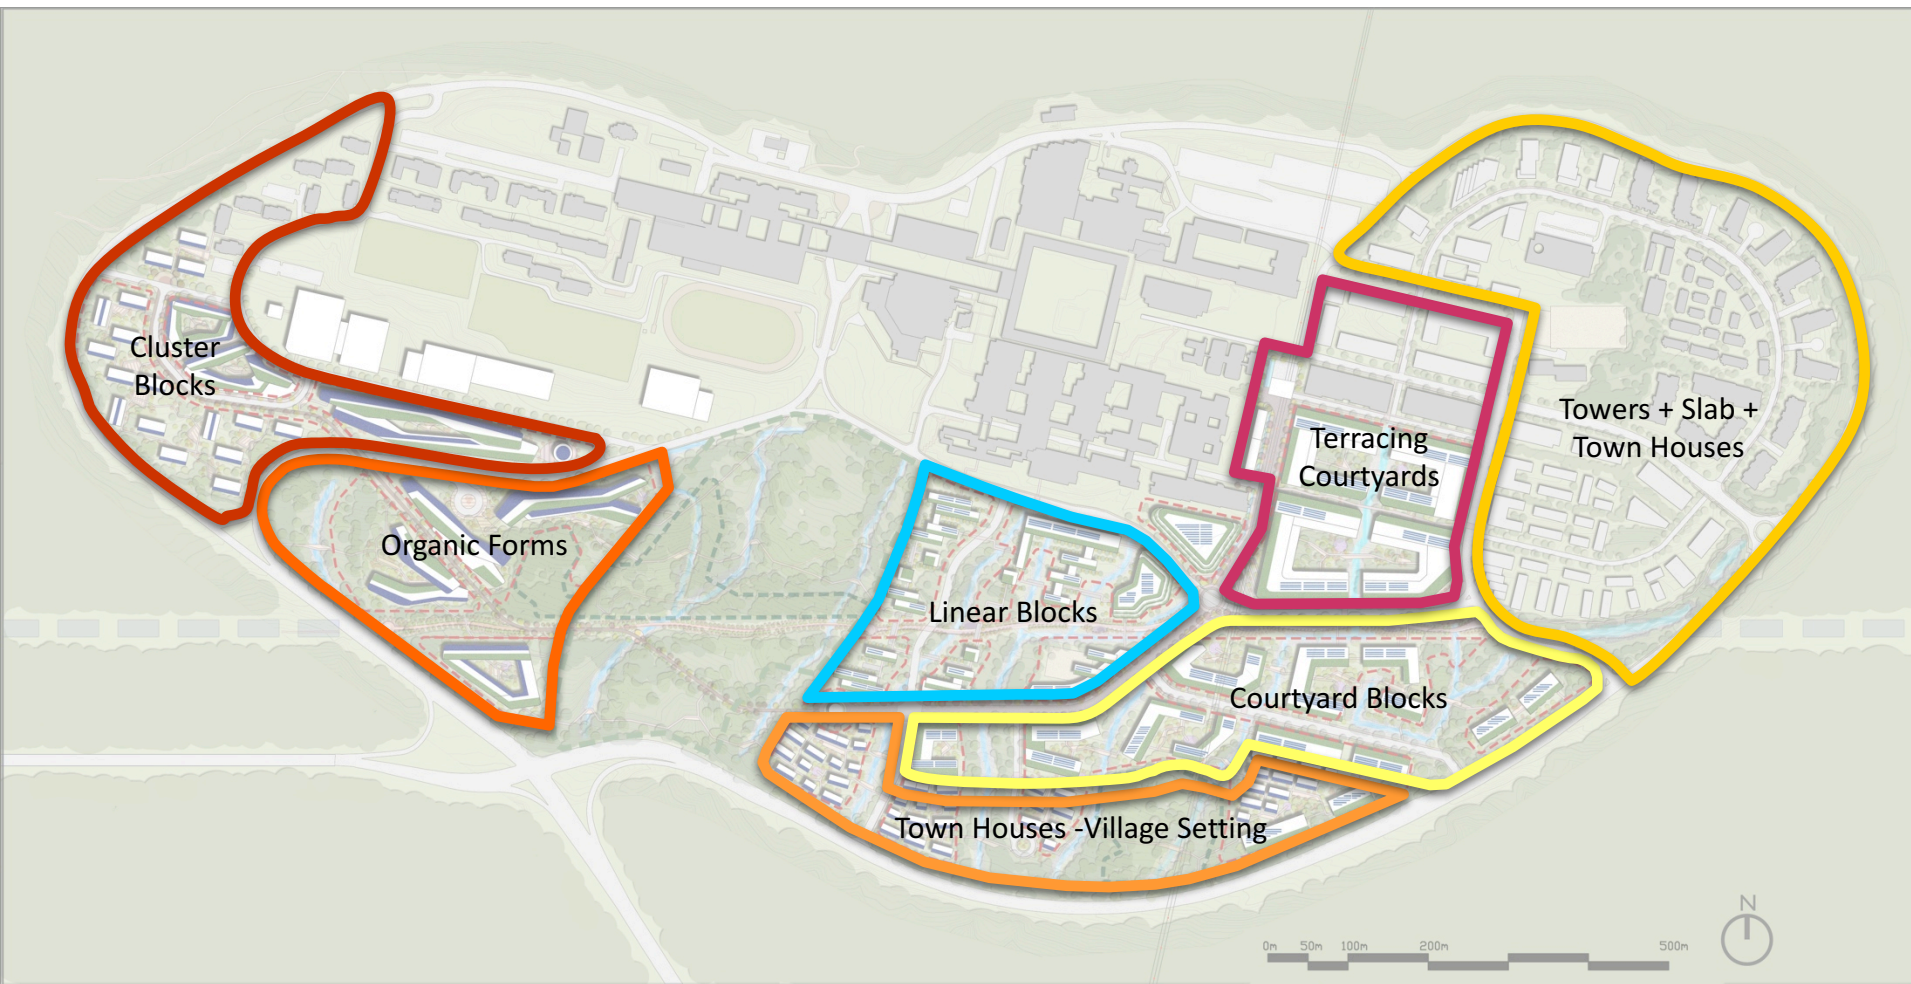 Cluster
Blocks
Towers + Slab +
Town Houses
Terracing
Courtyards
Organic Forms
Linear Blocks
Courtyard Blocks
Town Houses -Village Setting
N
0m 50m 100m 200m 500m